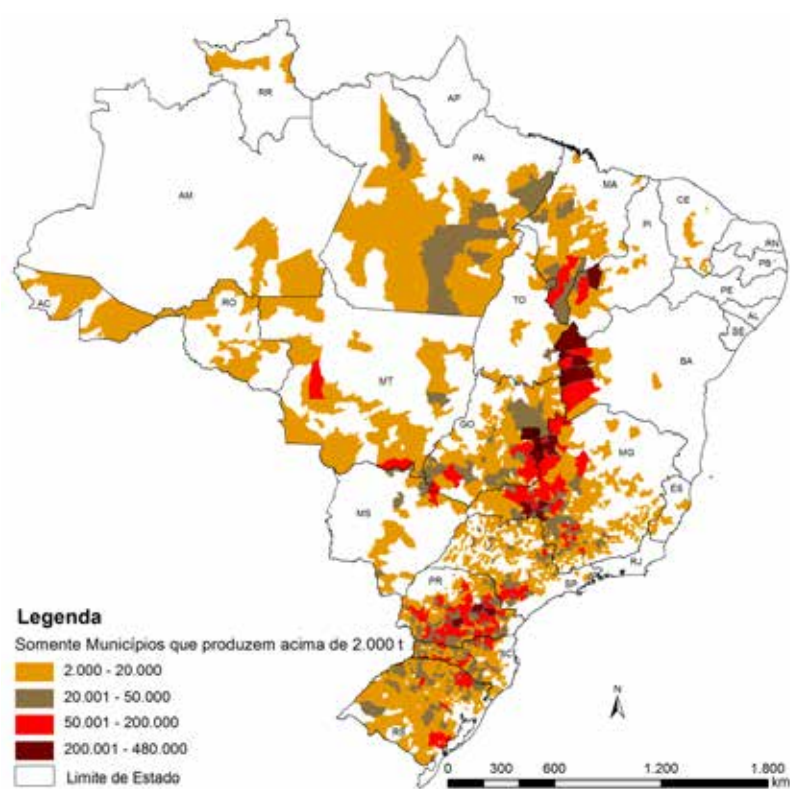 RR
AP
AM
PA
MA
CE
RN
PB
PI
PE
AL
SE
AC
RO
TO
BA
MT
GO
MG
ES
MS
SP
RJ
PR
SC
RS
Legenda
Somente Municípios que produzem acima de 2.000 t
2.000 - 20.000
20.001 - 50.000
50.001 - 200.000
200.001 - 480.000
Limite de Estado
N
0 300 600 1.200 1.800
km